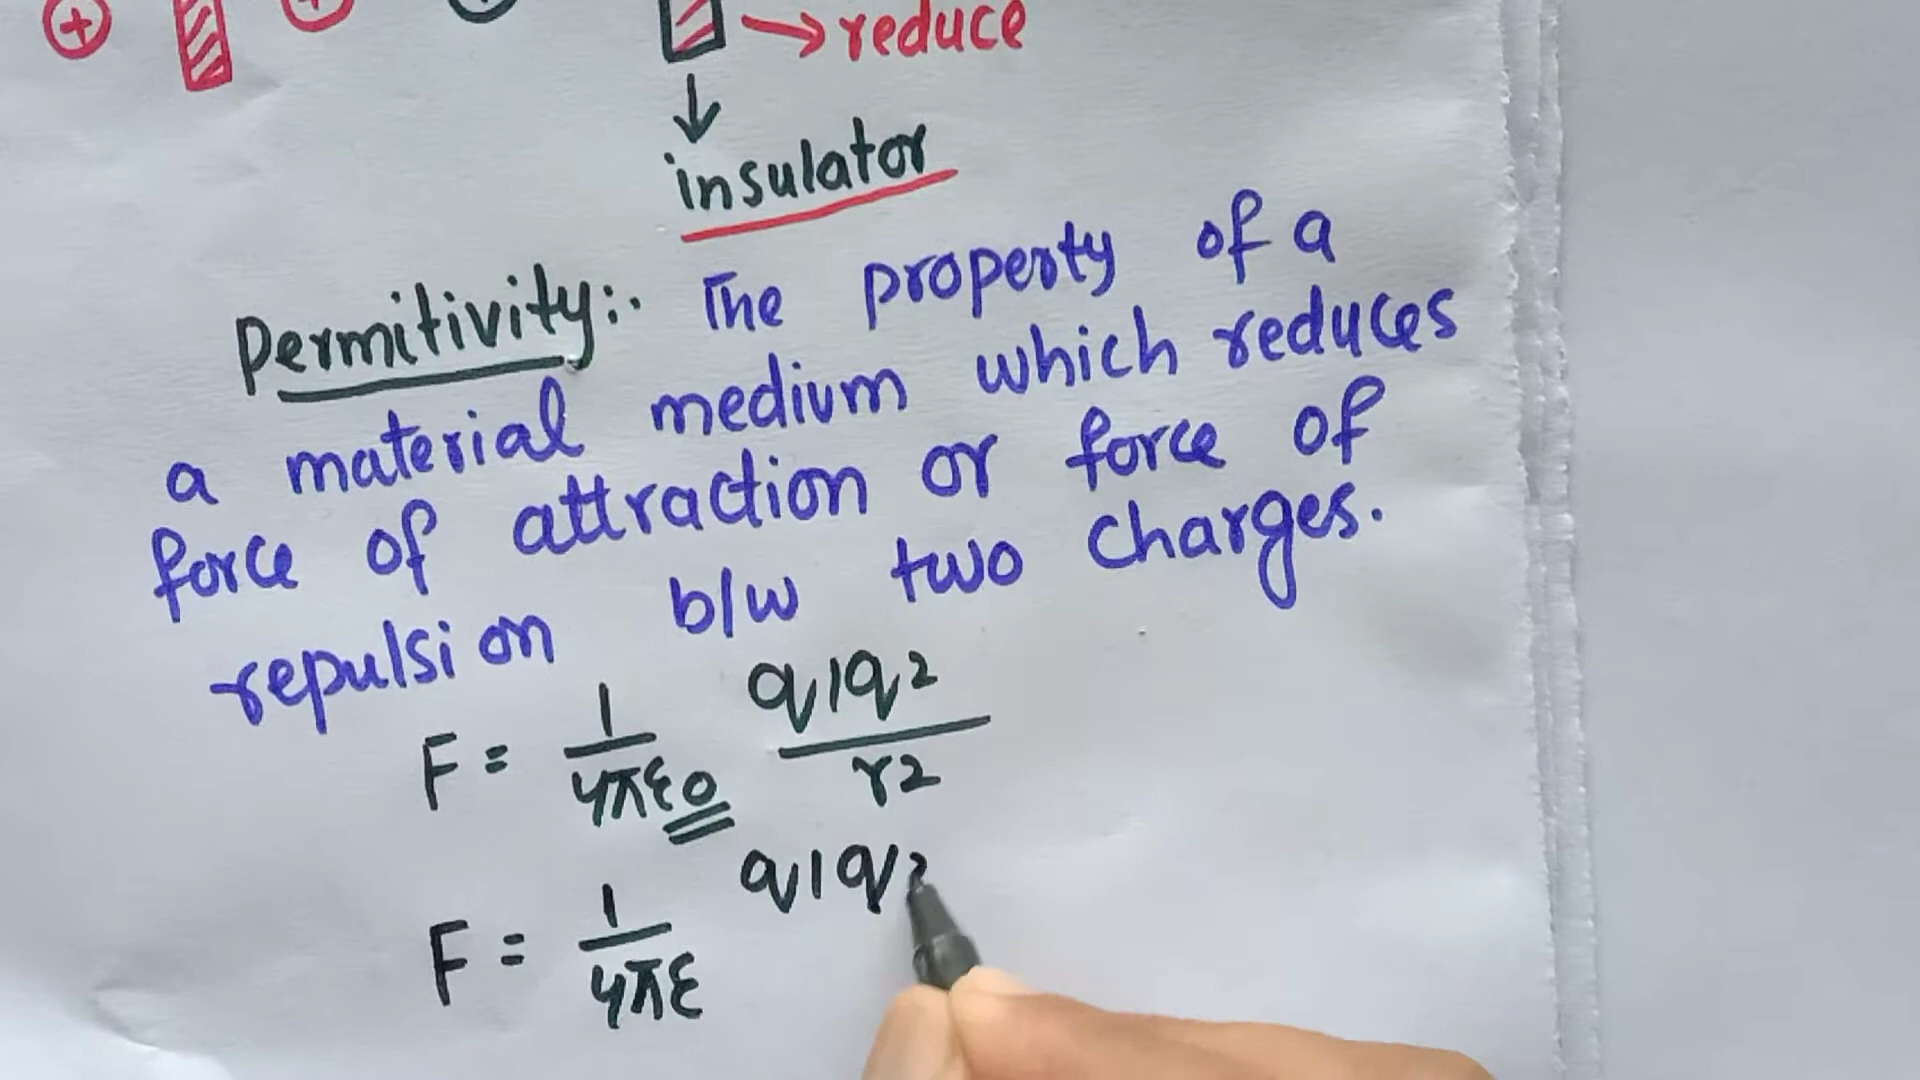 → reduce
↓
insulator
Permitivity:. The property of a
a material medium which reduces
force of attraction or force of
repulsion b/w two charges.
F = 1/4πε0 q1q2/r2
F = 1/4πε q1q2